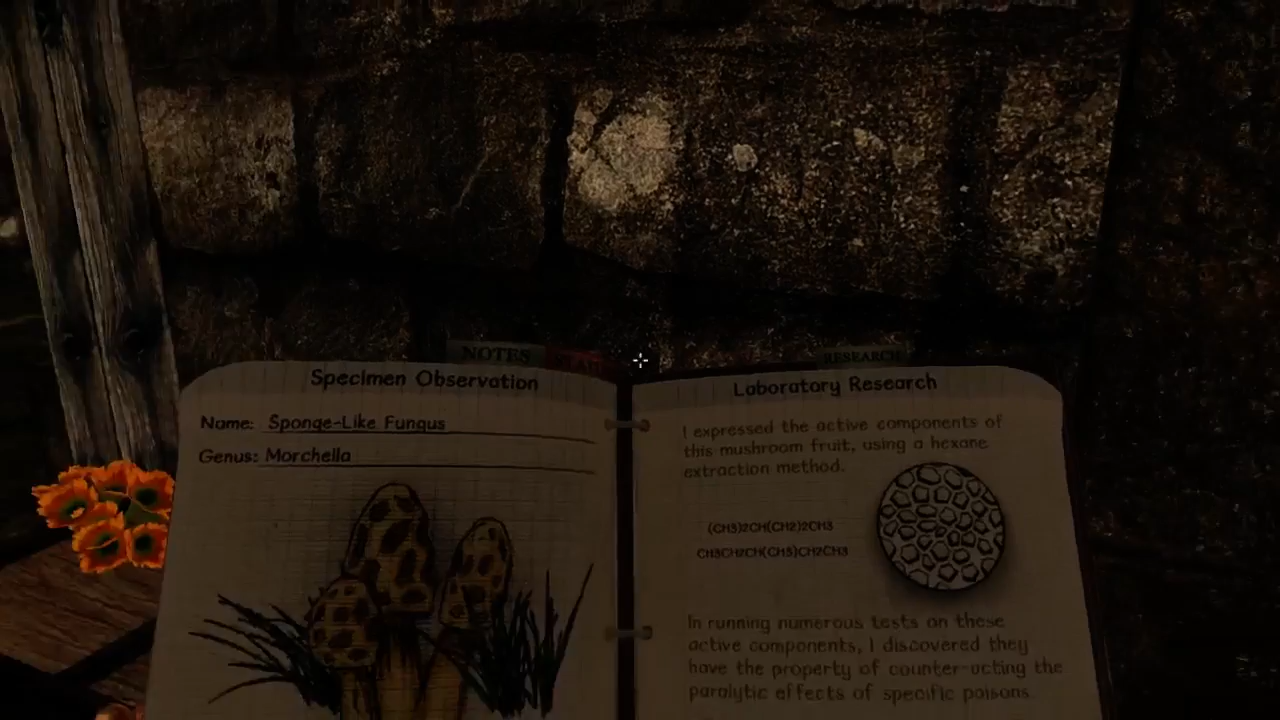 NOTES
RESEARCH
Specimen Observation
Name: Sponge-Like Fungus
Genus: Morchella
Laboratory Research
I expressed the active components of
this mushroom fruit, using a hexane
extraction method.
(CH3)2CH(CH2)2CH3
CH3CH2CH(CH3)CH2CH3
In running numerous tests on these
active components, I discovered they
have the property of counter-acting the
paralytic effects of specific poisons